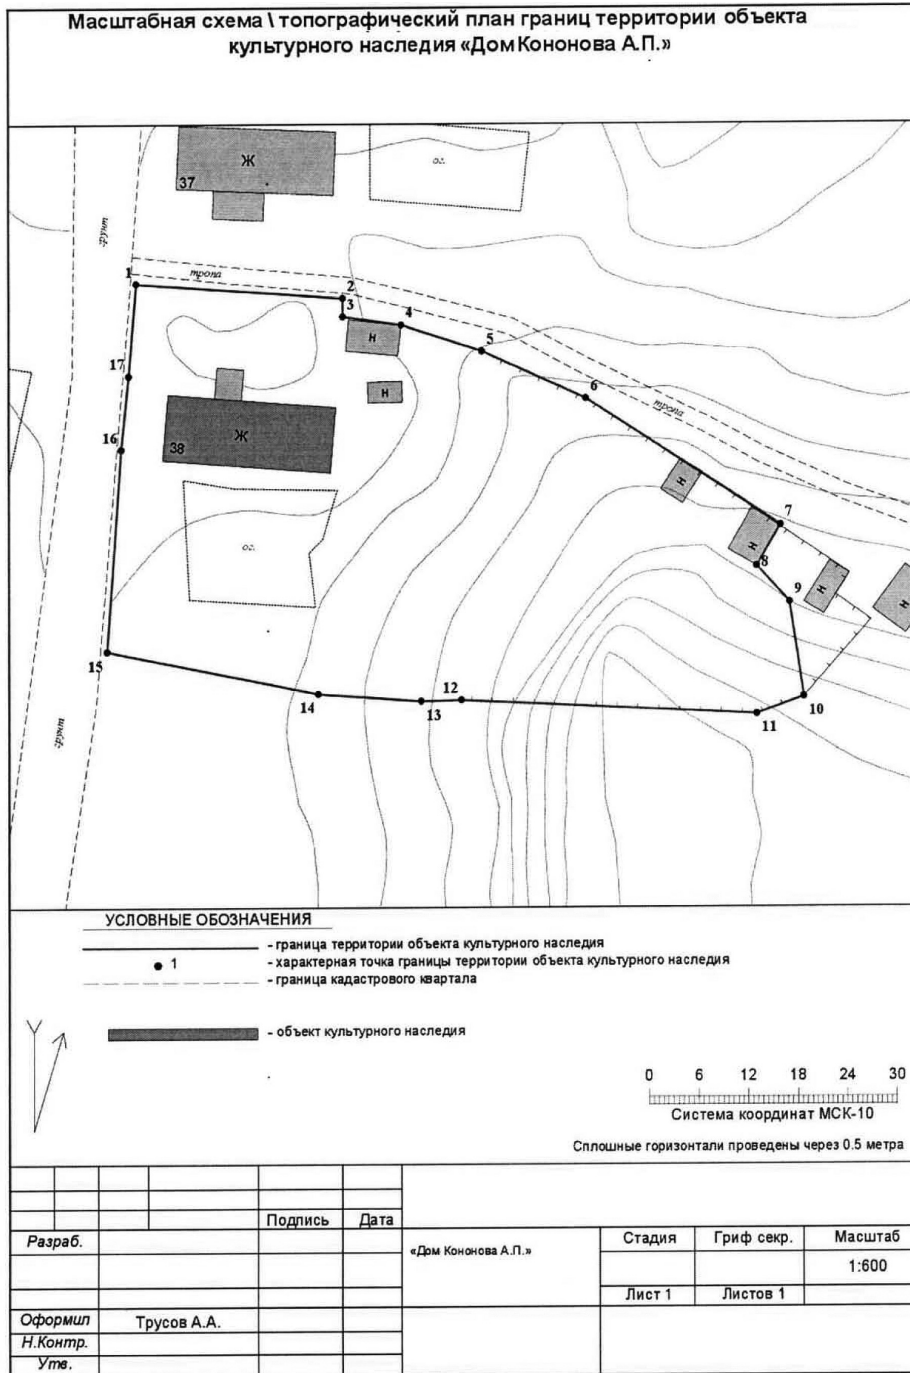 Масштабная схема \ топографический план границ территории объекта
культурного наследия «Дом Кононова А.П.»
Ж
37
ог.
грунт
тропа
1
2
3
4
н
5
17
н
6
тропа
16
Ж
38
н
7
ог.
н
8
9
н
н
15
14
13
12
11
10
грунт
УСЛОВНЫЕ ОБОЗНАЧЕНИЯ
- граница территории объекта культурного наследия
1 - характерная точка границы территории объекта культурного наследия
- граница кадастрового квартала
- объект культурного наследия
0 6 12 18 24 30
Система координат МСК-10
Сплошные горизонтали проведены через 0.5 метра
Подпись Дата
Разраб.
«Дом Кононова А.П.»
Стадия Гриф секр. Масштаб
1:600
Лист 1 Листов 1
Оформил Трусов А.А.
Н.Контр.
Утв.